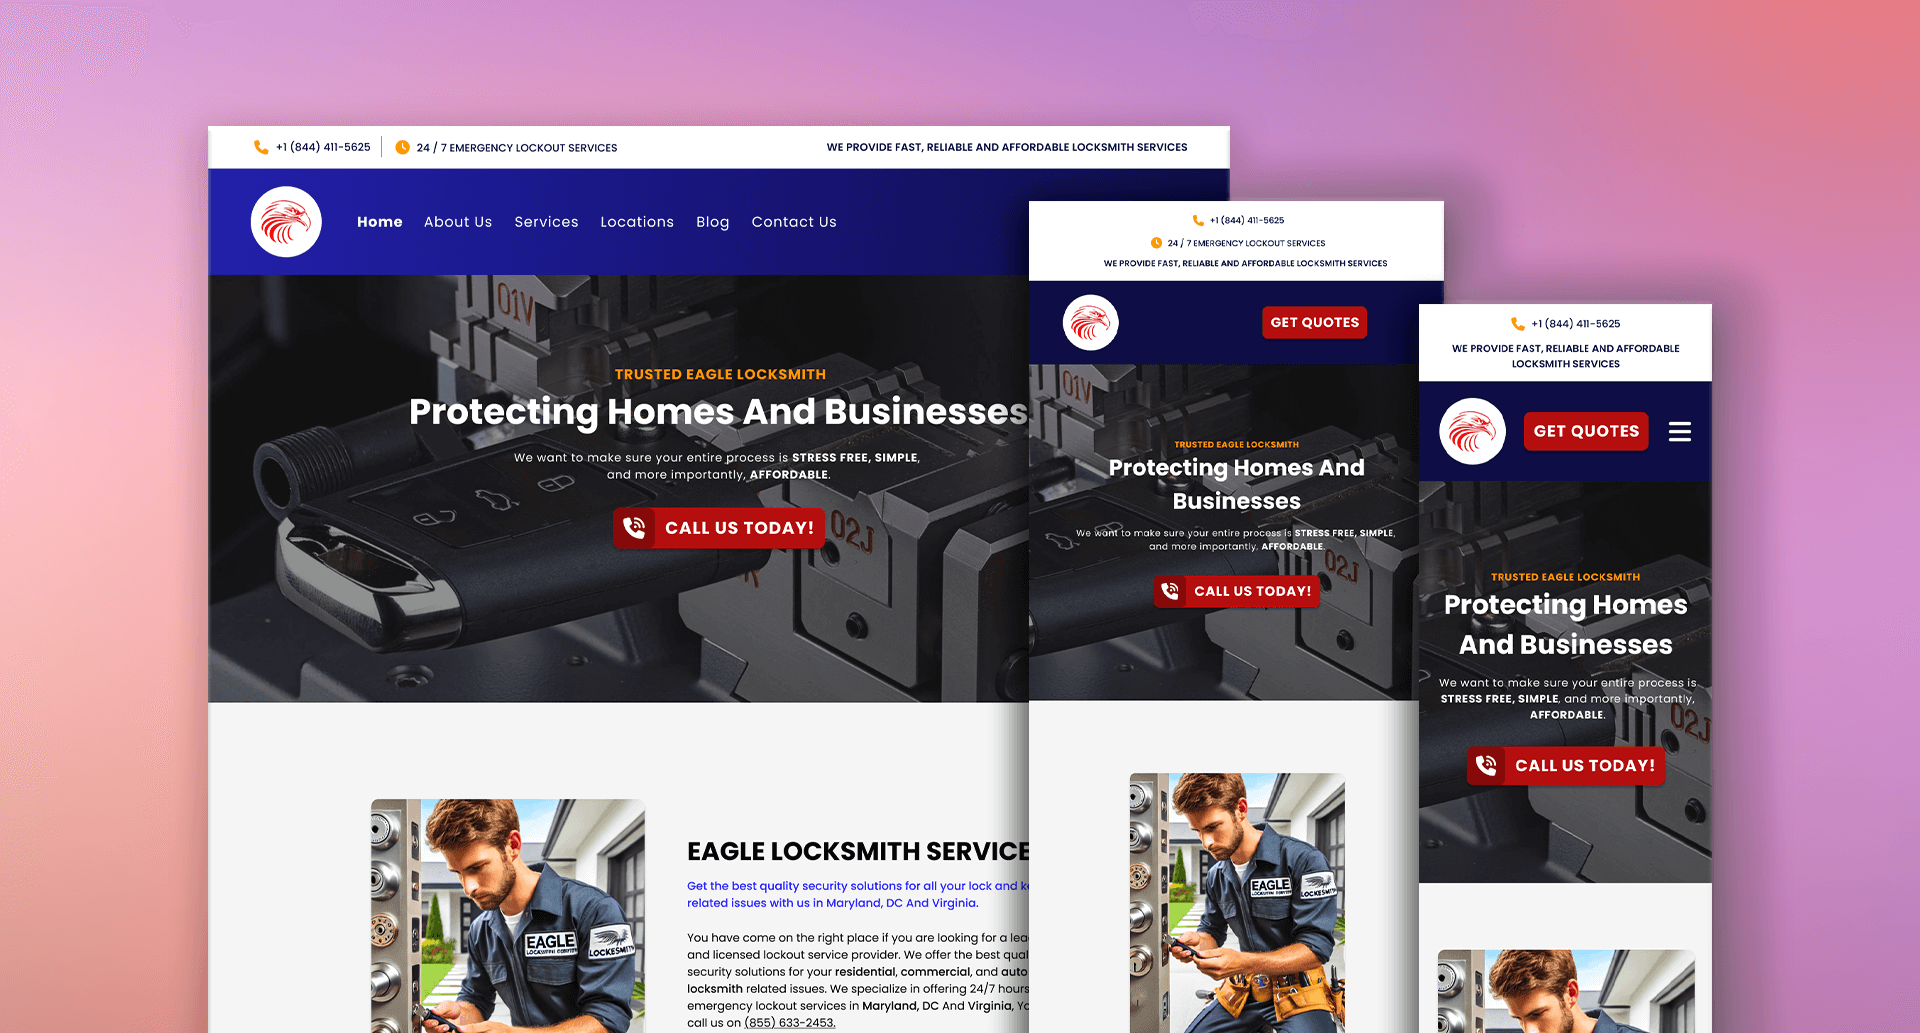 +1 (844) 411-5625
24 / 7 EMERGENCY LOCKOUT SERVICES
WE PROVIDE FAST, RELIABLE AND AFFORDABLE LOCKSMITH SERVICES
Home
About Us
Services
Locations
Blog
Contact Us
01V
TRUSTED EAGLE LOCKSMITH
Protecting Homes And Businesses
We want to make sure your entire process is STRESS FREE, SIMPLE,
and more importantly, AFFORDABLE.
CALL US TODAY!
02J
EAGLE LOCKSMITH SERVICE
Get the best quality security solutions for all your lock and
related issues with us in Maryland, DC And Virginia.
You have come on the right place if you are looking for a
and licensed lockout service provider. We offer the best
security solutions for your residential, commercial, and auto
locksmith related issues. We specialize in offering 24/7 hours
emergency lockout services in Maryland, DC And Virginia,
call us on (855) 633-2453.
EAGLE
LOCKESMITH
+1 (844) 411-5625
24 / 7 EMERGENCY LOCKOUT SERVICES
WE PROVIDE FAST, RELIABLE AND AFFORDABLE LOCKSMITH SERVICES
GET QUOTES
01V
TRUSTED EAGLE LOCKSMITH
Protecting Homes And
Businesses
We want to make sure your entire process is STRESS FREE, SIMPLE,
and more importantly, AFFORDABLE.
02J
CALL US TODAY!
EAGLE
LOCKESMITH
+1 (844) 411-5625
WE PROVIDE FAST, RELIABLE AND AFFORDABLE
LOCKSMITH SERVICES
GET QUOTES
TRUSTED EAGLE LOCKSMITH
Protecting Homes
And Businesses
We want to make sure your entire process is
STRESS FREE, SIMPLE, and more importantly,
AFFORDABLE.
02J
CALL US TODAY!